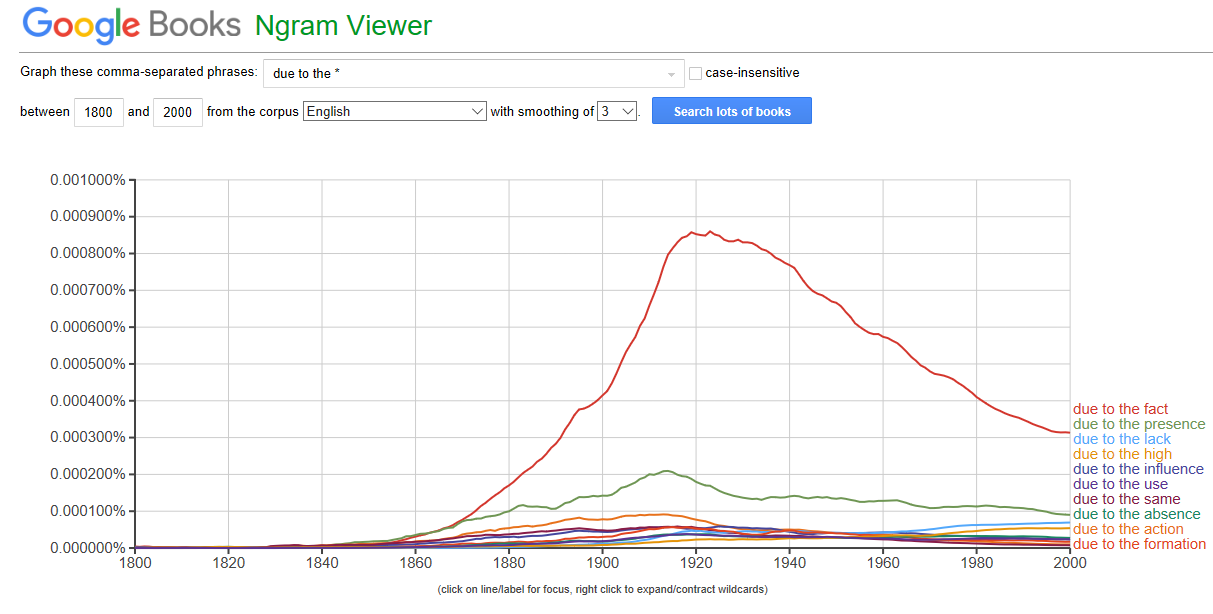 Google Books Ngram Viewer
Graph these comma-separated phrases: due to the * case-insensitive
between 1800 and 2000 from the corpus English with smoothing of 3 . Search lots of books
0.001000%
0.000900%
0.000800%
0.000700%
0.000600%
0.000500%
0.000400%
0.000300%
0.000200%
0.000100%
0.000000%
due to the fact
due to the presence
due to the lack
due to the high
due to the influence
due to the use
due to the same
due to the absence
due to the action
due to the formation
1800 1820 1840 1860 1880 1900 1920 1940 1960 1980 2000
(click on line/label for focus, right click to expand/contract wildcards)